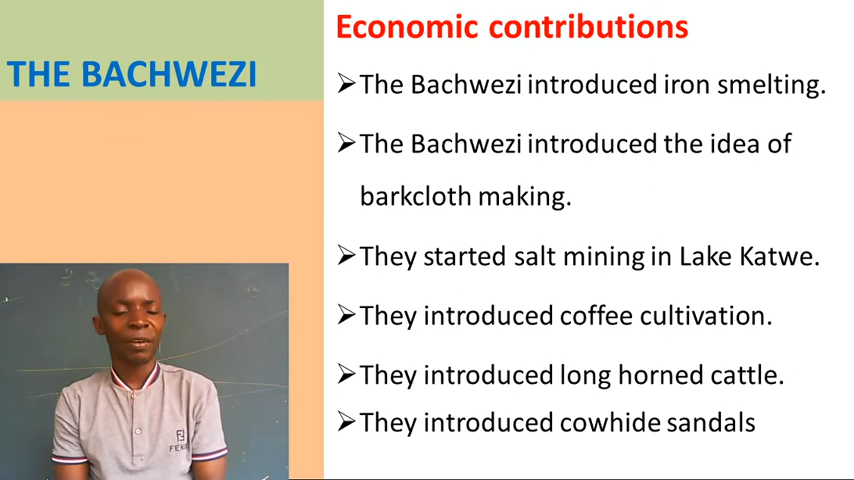 THE BACHWEZI
Economic contributions
➢The Bachwezi introduced iron smelting.
➢The Bachwezi introduced the idea of
barkcloth making.
➢They started salt mining in Lake Katwe.
➢They introduced coffee cultivation.
➢They introduced long horned cattle.
➢They introduced cowhide sandals